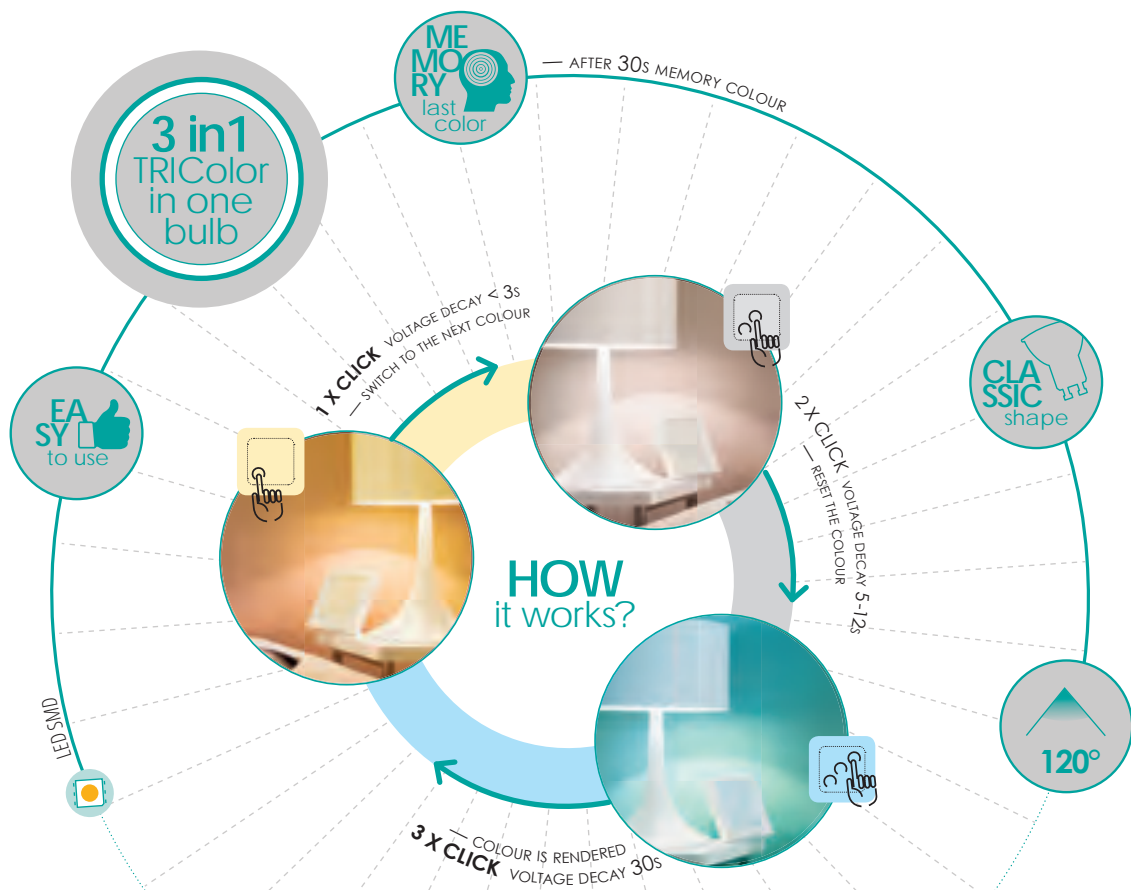 ME
MO
RY
last
color
— AFTER 30S MEMORY COLOUR
3 in1
TRIColor
in one
bulb
1 X CLICK VOLTAGE DECAY < 3S
— SWITCH TO THE NEXT COLOUR
CLA
SSIC
shape
EA
SY
to use
2 X CLICK VOLTAGE DECAY 5-12S
— RESET THE COLOUR
HOW
it works?
LED SMD
120°
— COLOUR IS RENDERED
3 X CLICK VOLTAGE DECAY 30S